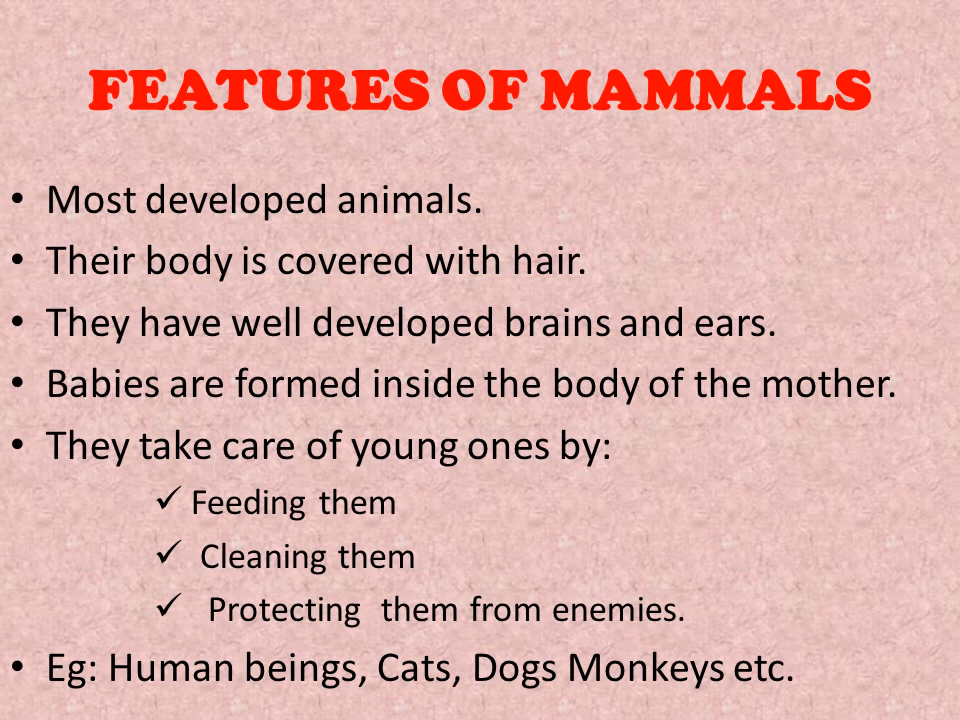 FEATURES OF MAMMALS
• Most developed animals.
• Their body is covered with hair.
• They have well developed brains and ears.
• Babies are formed inside the body of the mother.
• They take care of young ones by:
✓ Feeding them
✓ Cleaning them
✓ Protecting them from enemies.
• Eg: Human beings, Cats, Dogs Monkeys etc.